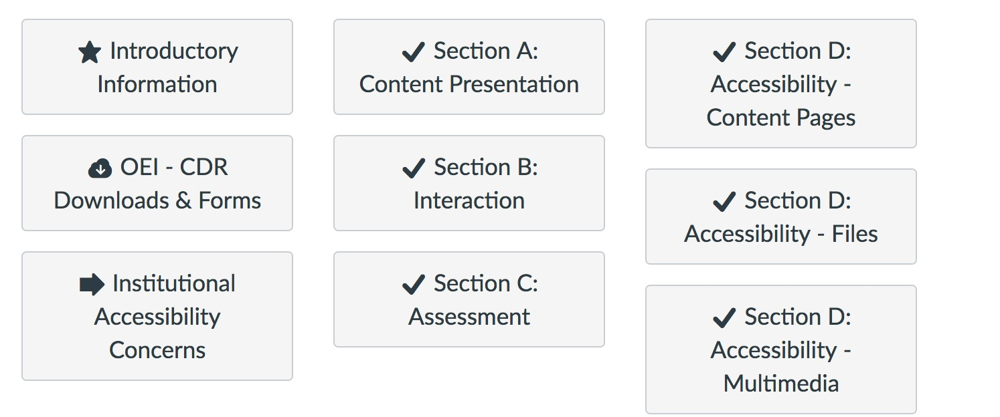 Introductory
Information
OEI - CDR
Downloads & Forms
Institutional
Accessibility
Concerns
Section A:
Content Presentation
Section B:
Interaction
Section C:
Assessment
Section D:
Accessibility -
Content Pages
Section D:
Accessibility - Files
Section D:
Accessibility -
Multimedia